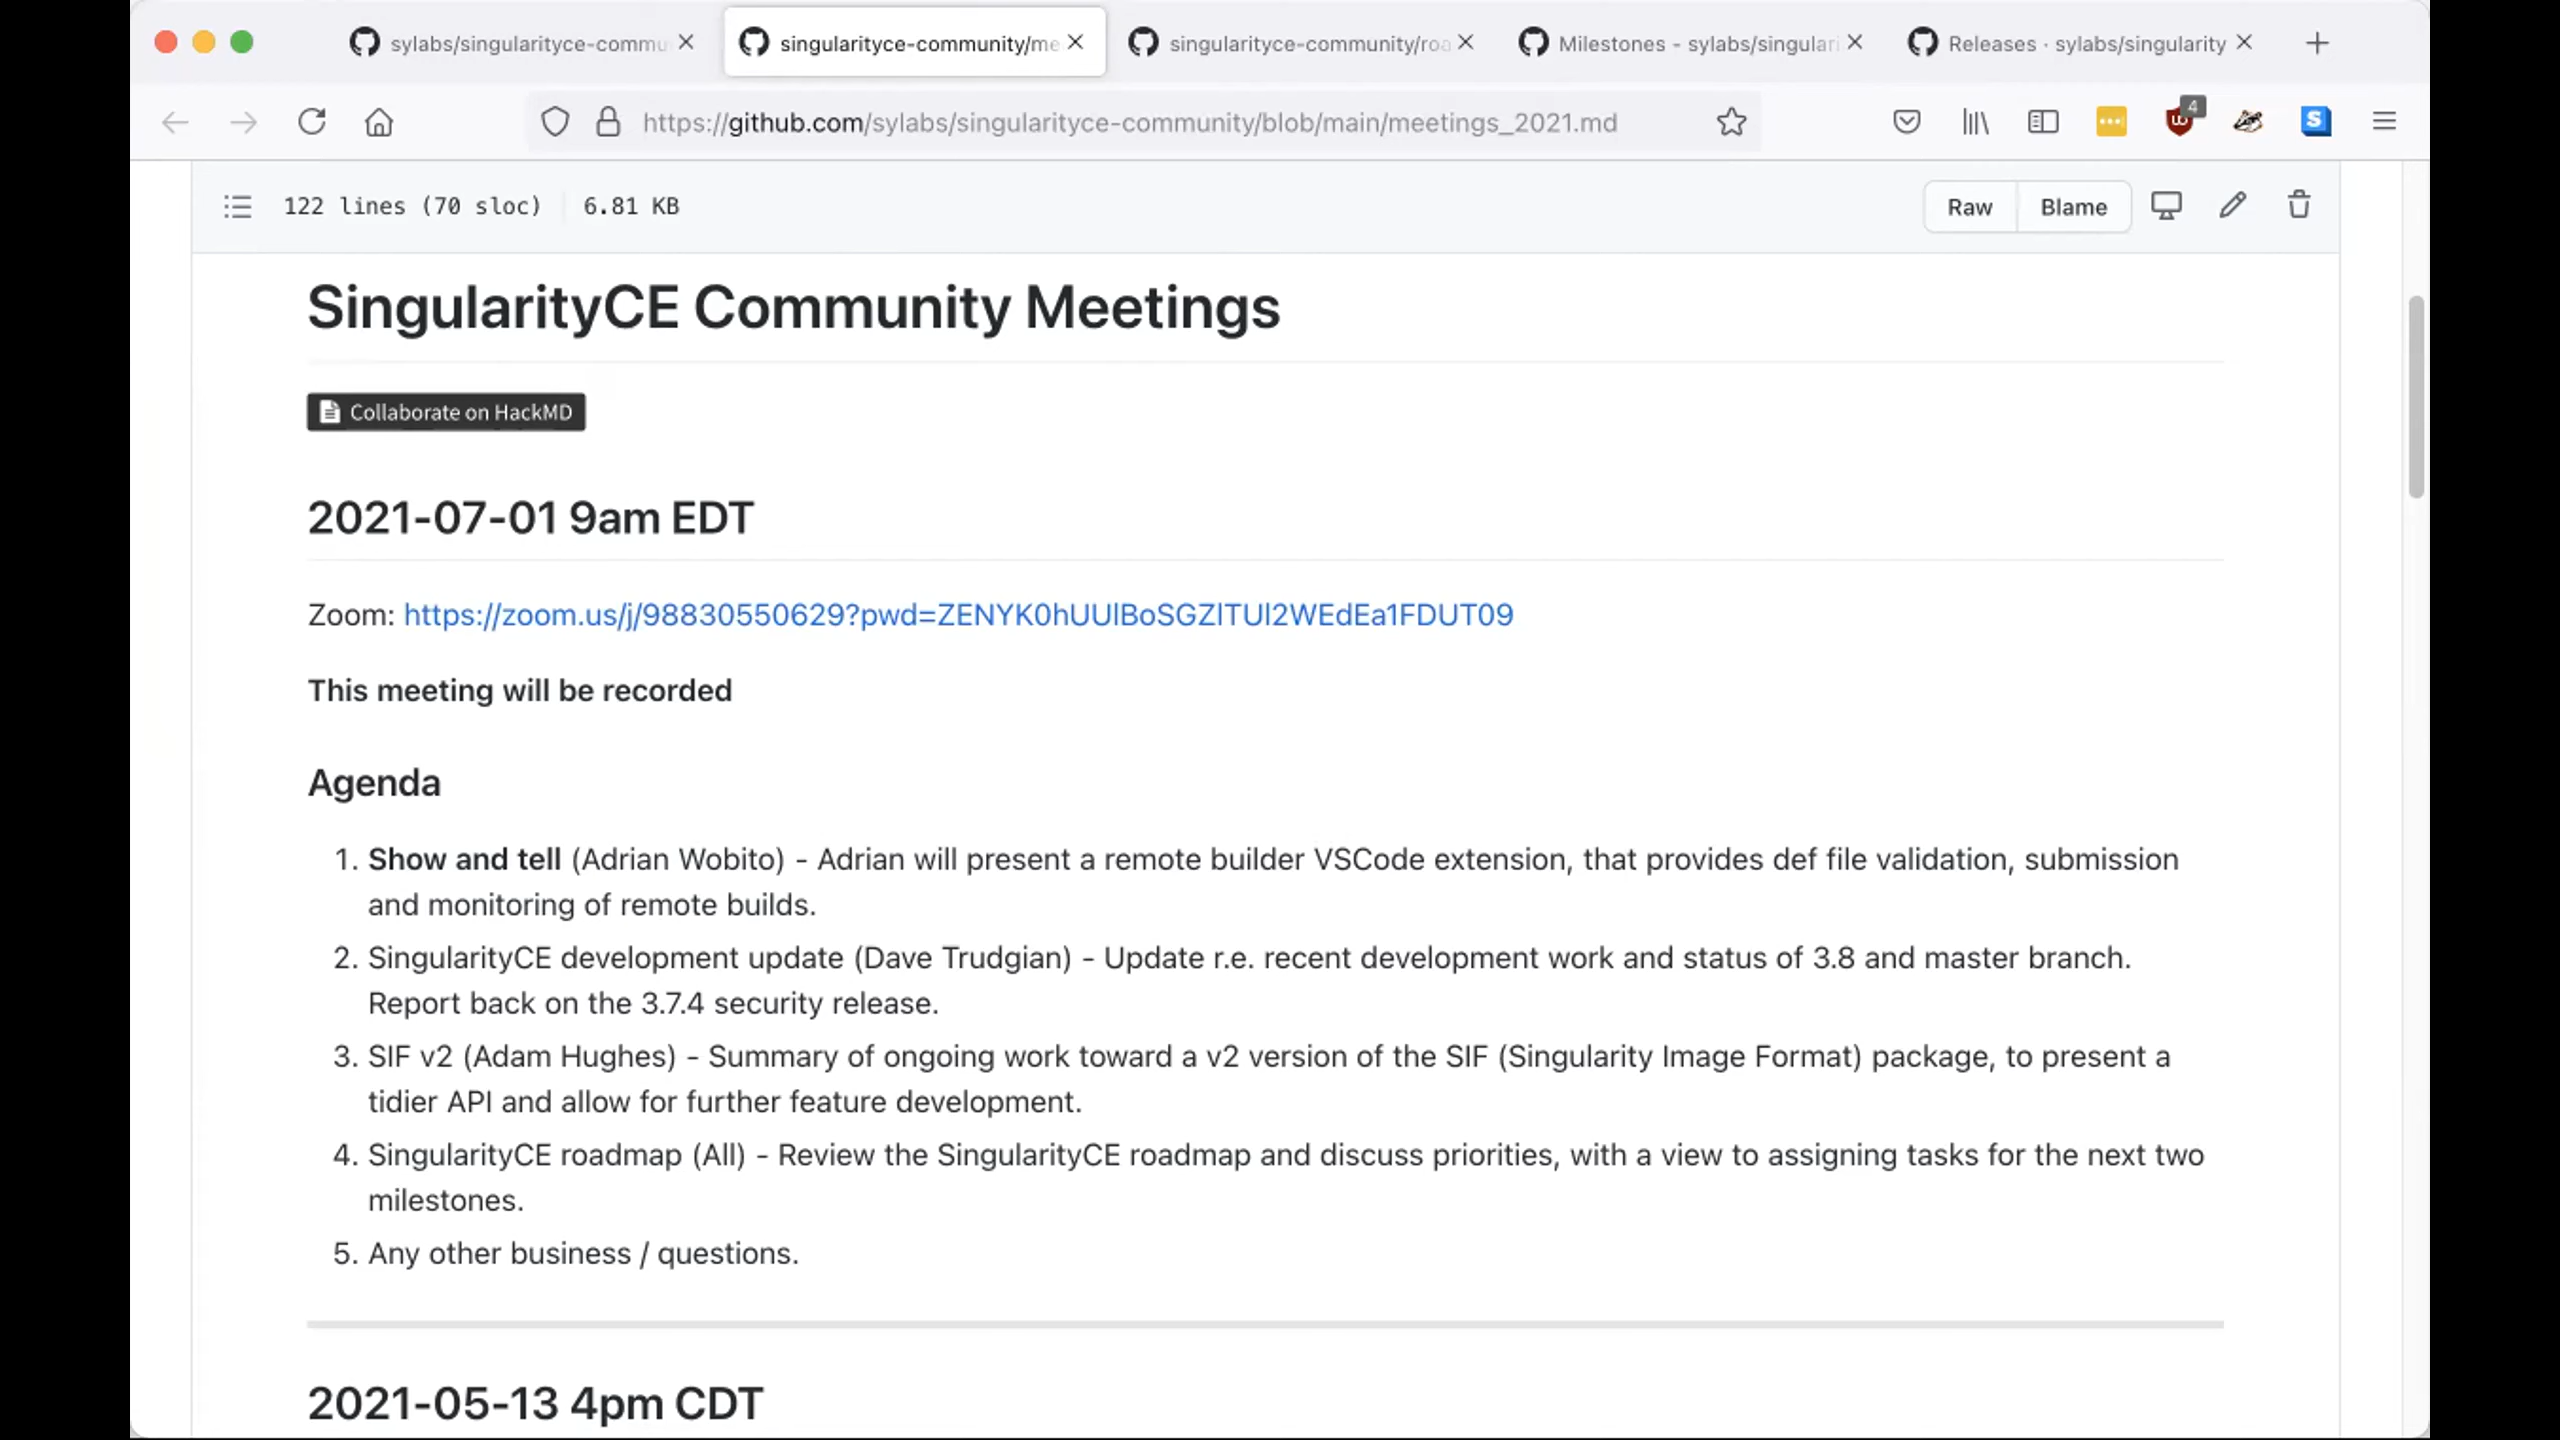 sylabs/singularityce-commu
singularityce-community/me
singularityce-community/roa
Milestones - sylabs/singulari
Releases · sylabs/singularity
4
https://github.com/sylabs/singularityce-community/blob/main/meetings_2021.md
S
122 lines (70 sloc) 6.81 KB
Raw Blame
SingularityCE Community Meetings
Collaborate on HackMD
2021-07-01 9am EDT
Zoom: https://zoom.us/j/98830550629?pwd=ZENYK0hUUlBoSGZlTUl2WEdEa1FDUT09
This meeting will be recorded
Agenda
1. Show and tell (Adrian Wobito) - Adrian will present a remote builder VSCode extension, that provides def file validation, submission
and monitoring of remote builds.
2. SingularityCE development update (Dave Trudgian) - Update r.e. recent development work and status of 3.8 and master branch.
Report back on the 3.7.4 security release.
3. SIF v2 (Adam Hughes) - Summary of ongoing work toward a v2 version of the SIF (Singularity Image Format) package, to present a
tidier API and allow for further feature development.
4. SingularityCE roadmap (All) - Review the SingularityCE roadmap and discuss priorities, with a view to assigning tasks for the next two
milestones.
5. Any other business / questions.
2021-05-13 4pm CDT